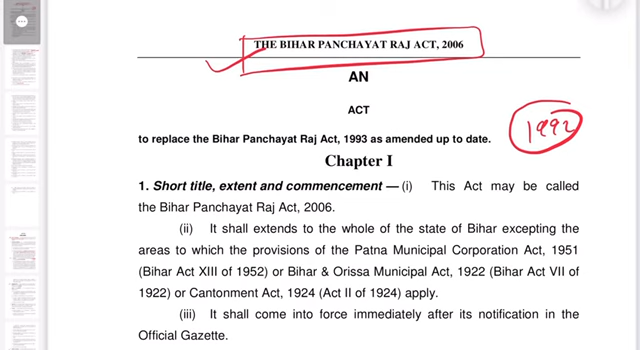 THE BIHAR PANCHAYAT RAJ ACT, 2006
AN
ACT
to replace the Bihar Panchayat Raj Act, 1993 as amended up to date.
1992
Chapter I
1. Short title, extent and commencement — (i) This Act may be called
the Bihar Panchayat Raj Act, 2006.
(ii) It shall extends to the whole of the state of Bihar excepting the
areas to which the provisions of the Patna Municipal Corporation Act, 1951
(Bihar Act XIII of 1952) or Bihar & Orissa Municipal Act, 1922 (Bihar Act VII of
1922) or Cantonment Act, 1924 (Act II of 1924) apply.
(iii) It shall come into force immediately after its notification in the
Official Gazette.